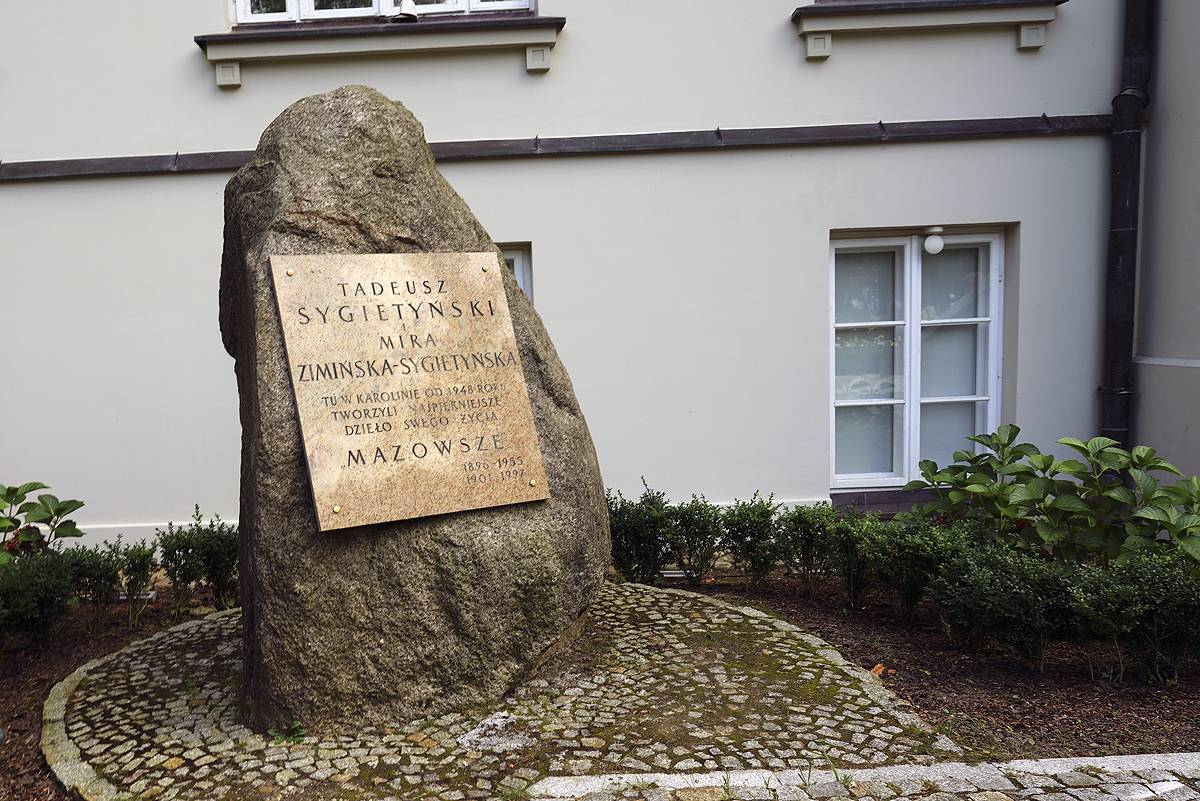 TADEUSZ
SYGIETYŃSKI
I
MIRA
ZIMIŃSKA-SYGIETYŃSKA
TU W KAROLINIE OD 1948 ROKU
TWORZYLI NAJPIĘKNIEJSZE
DZIEŁO SWEGO ŻYCIA
„MAZOWSZE"
1896-1955
1901-1997